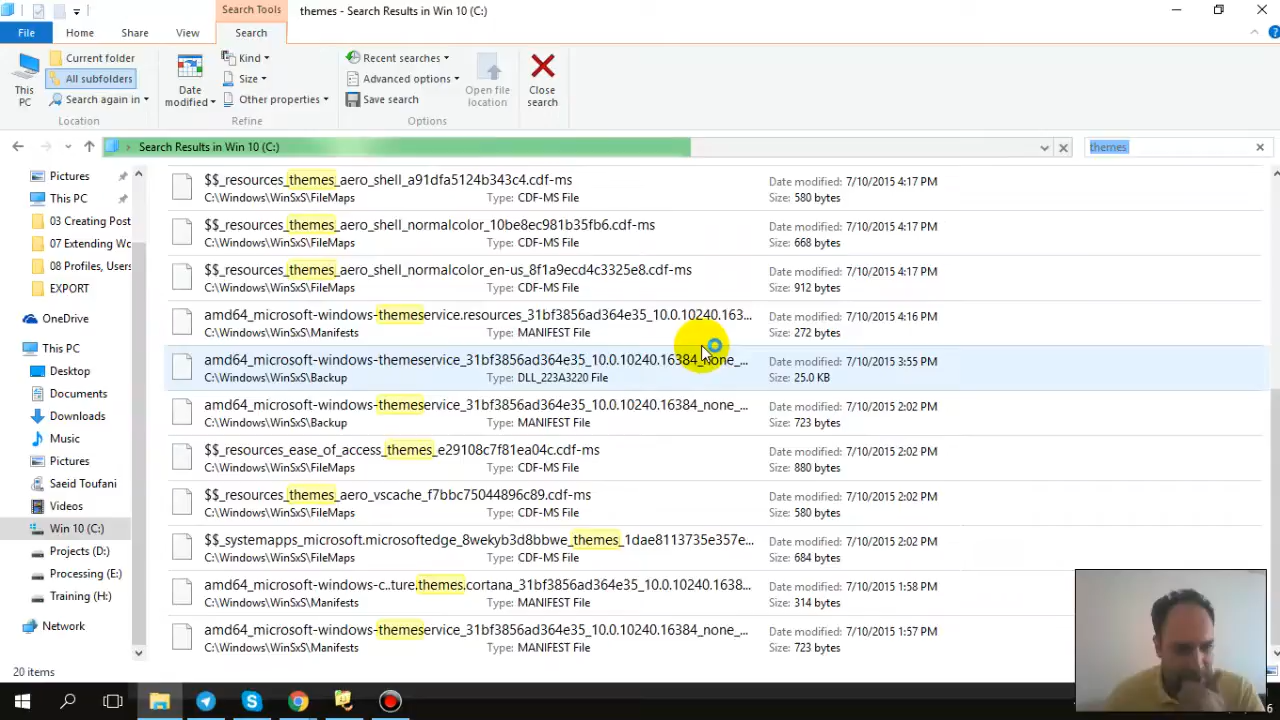 Search Tools
themes - Search Results in Win 10 (C:)
File
Home
Share
View
Search
This PC
Current folder
All subfolders
Search again in
Location
Date modified
Kind
Size
Other properties
Refine
Recent searches
Advanced options
Save search
Open file location
Options
Close search
Search Results in Win 10 (C:)
themes
Pictures
This PC
03 Creating Post
07 Extending Wo
08 Profiles, Users
EXPORT
OneDrive
This PC
Desktop
Documents
Downloads
Music
Pictures
Saeid Toufani
Videos
Win 10 (C:)
Projects (D:)
Processing (E:)
Training (H:)
Network
$$_resources_themes_aero_shell_a91dfa5124b343c4.cdf-ms
C:\Windows\WinSxS\FileMaps Type: CDF-MS File
Date modified: 7/10/2015 4:17 PM
Size: 580 bytes
$$_resources_themes_aero_shell_normalcolor_10be8ec981b35fb6.cdf-ms
C:\Windows\WinSxS\FileMaps Type: CDF-MS File
Date modified: 7/10/2015 4:17 PM
Size: 668 bytes
$$_resources_themes_aero_shell_normalcolor_en-us_8f1a9ecd4c3325e8.cdf-ms
C:\Windows\WinSxS\FileMaps Type: CDF-MS File
Date modified: 7/10/2015 4:17 PM
Size: 912 bytes
amd64_microsoft-windows-themeservice.resources_31bf3856ad364e35_10.0.10240.163...
C:\Windows\WinSxS\Manifests Type: MANIFEST File
Date modified: 7/10/2015 4:16 PM
Size: 272 bytes
amd64_microsoft-windows-themeservice_31bf3856ad364e35_10.0.10240.16384_none_...
C:\Windows\WinSxS\Backup Type: DLL_223A3220 File
Date modified: 7/10/2015 3:55 PM
Size: 25.0 KB
amd64_microsoft-windows-themeservice_31bf3856ad364e35_10.0.10240.16384_none_...
C:\Windows\WinSxS\Backup Type: MANIFEST File
Date modified: 7/10/2015 2:02 PM
Size: 723 bytes
$$_resources_ease_of_access_themes_e29108c7f81ea04c.cdf-ms
C:\Windows\WinSxS\FileMaps Type: CDF-MS File
Date modified: 7/10/2015 2:02 PM
Size: 880 bytes
$$_resources_themes_aero_vscache_f7bbc75044896c89.cdf-ms
C:\Windows\WinSxS\FileMaps Type: CDF-MS File
Date modified: 7/10/2015 2:02 PM
Size: 580 bytes
$$_systemapps_microsoft.microsoftedge_8wekyb3d8bbwe_themes_1dae8113735e357e...
C:\Windows\WinSxS\FileMaps Type: CDF-MS File
Date modified: 7/10/2015 2:02 PM
Size: 684 bytes
amd64_microsoft-windows-c..ture.themes.cortana_31bf3856ad364e35_10.0.10240.1638...
C:\Windows\WinSxS\Manifests Type: MANIFEST File
Date modified: 7/10/2015 1:58 PM
Size: 314 bytes
amd64_microsoft-windows-themeservice_31bf3856ad364e35_10.0.10240.16384_none_...
C:\Windows\WinSxS\Manifests Type: MANIFEST File
Date modified: 7/10/2015 1:57 PM
Size: 723 bytes
20 items